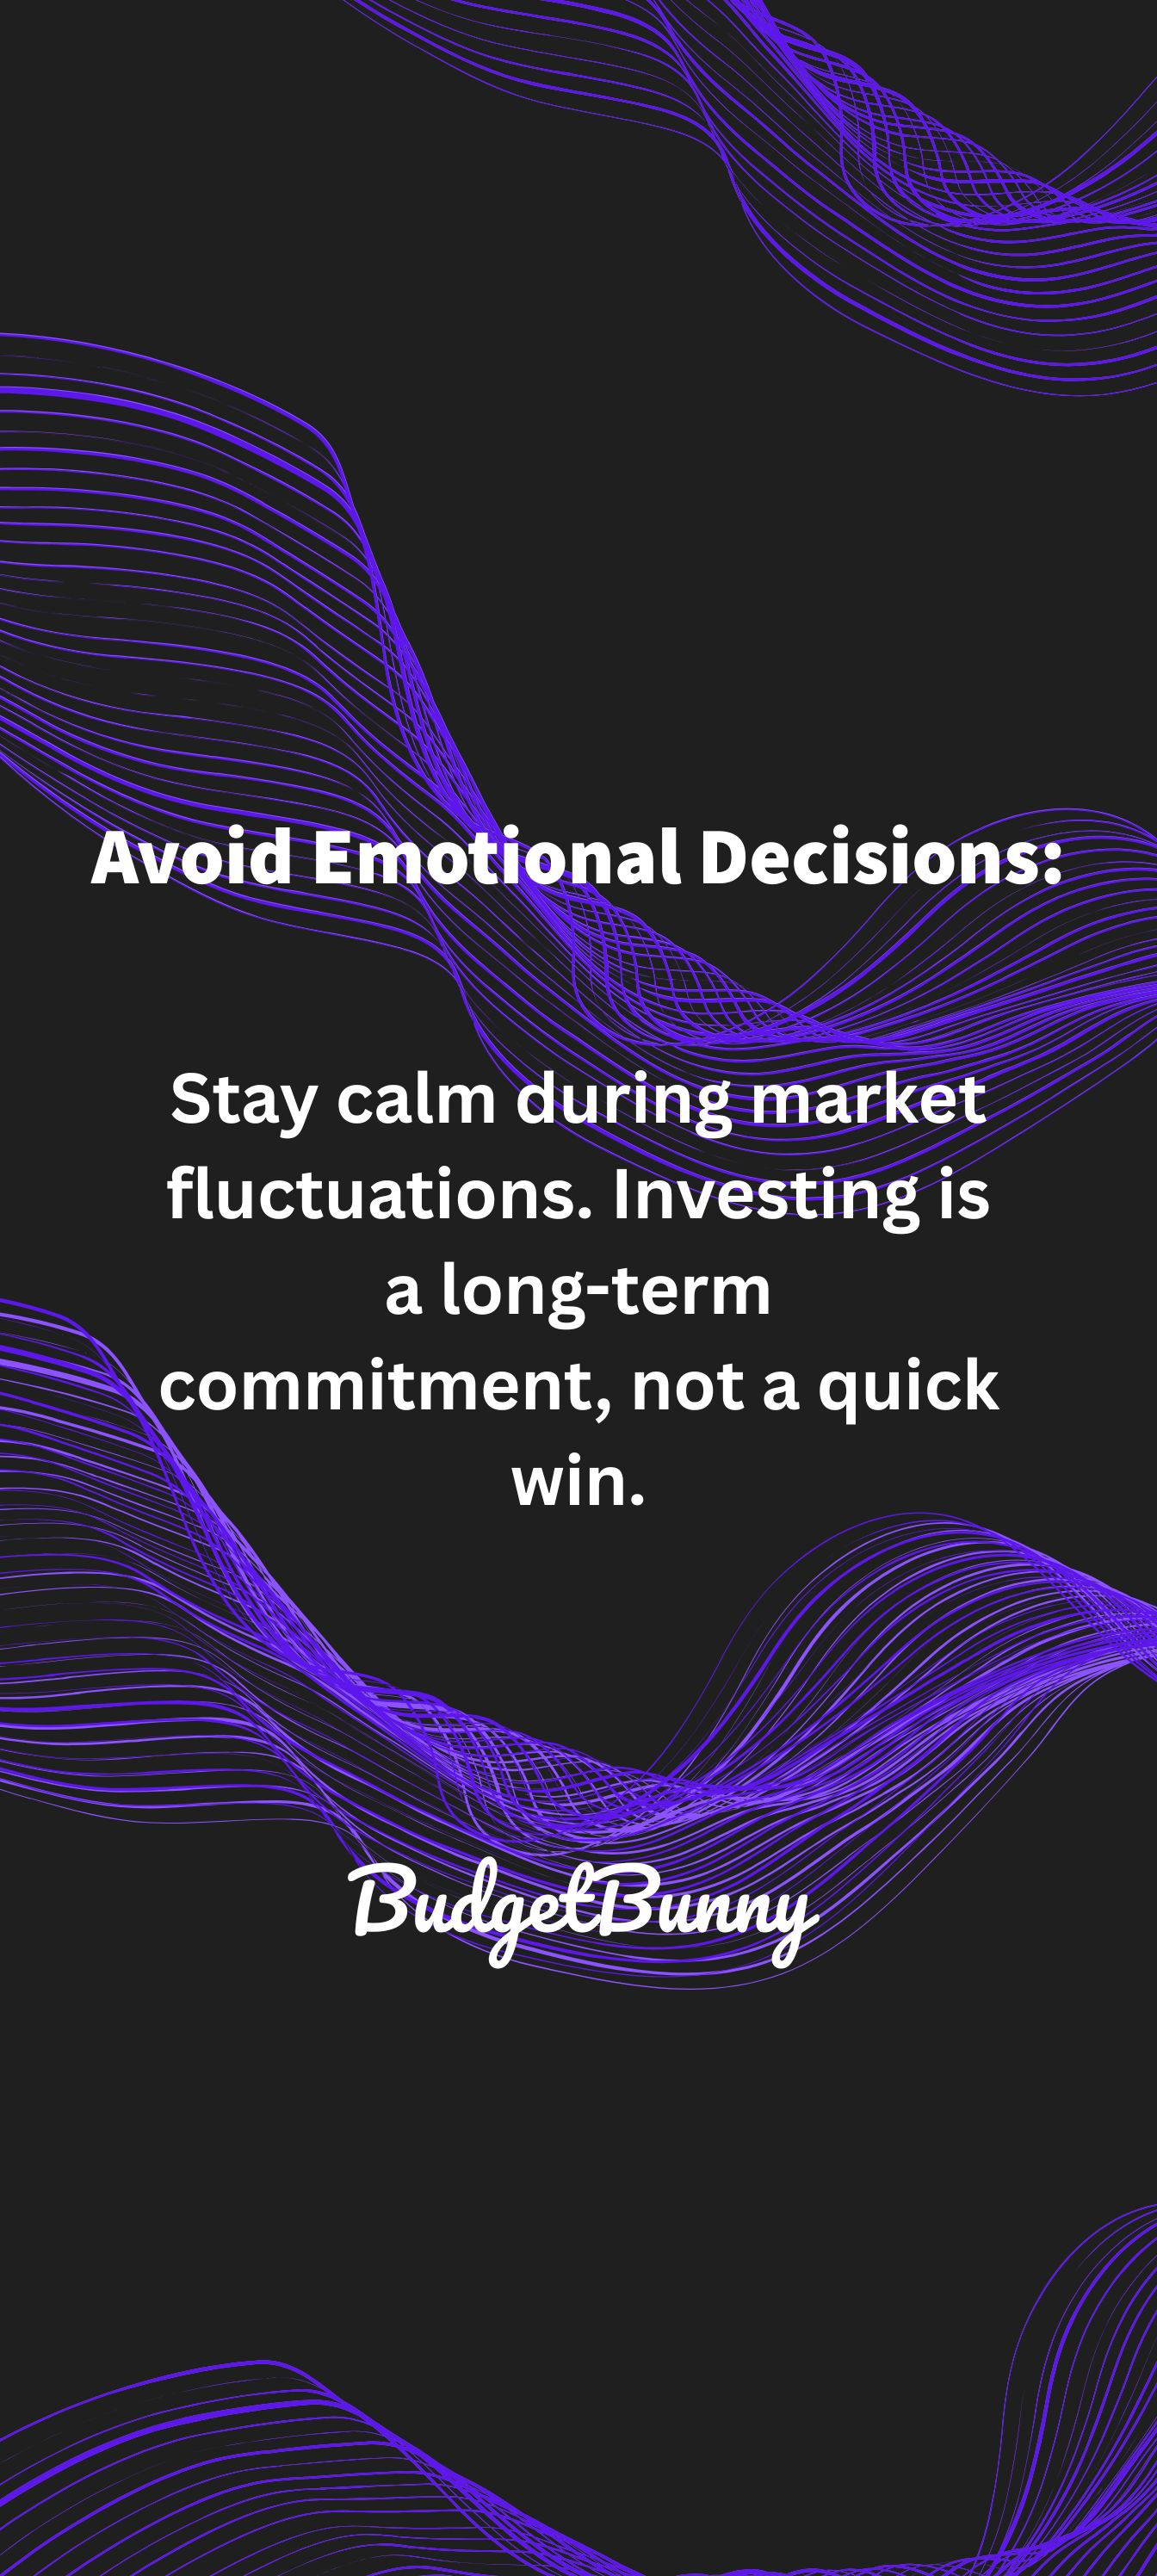 Avoid Emotional Decisions:
Stay calm during market
fluctuations. Investing is
a long-term
commitment, not a quick
win.
BudgetBunny